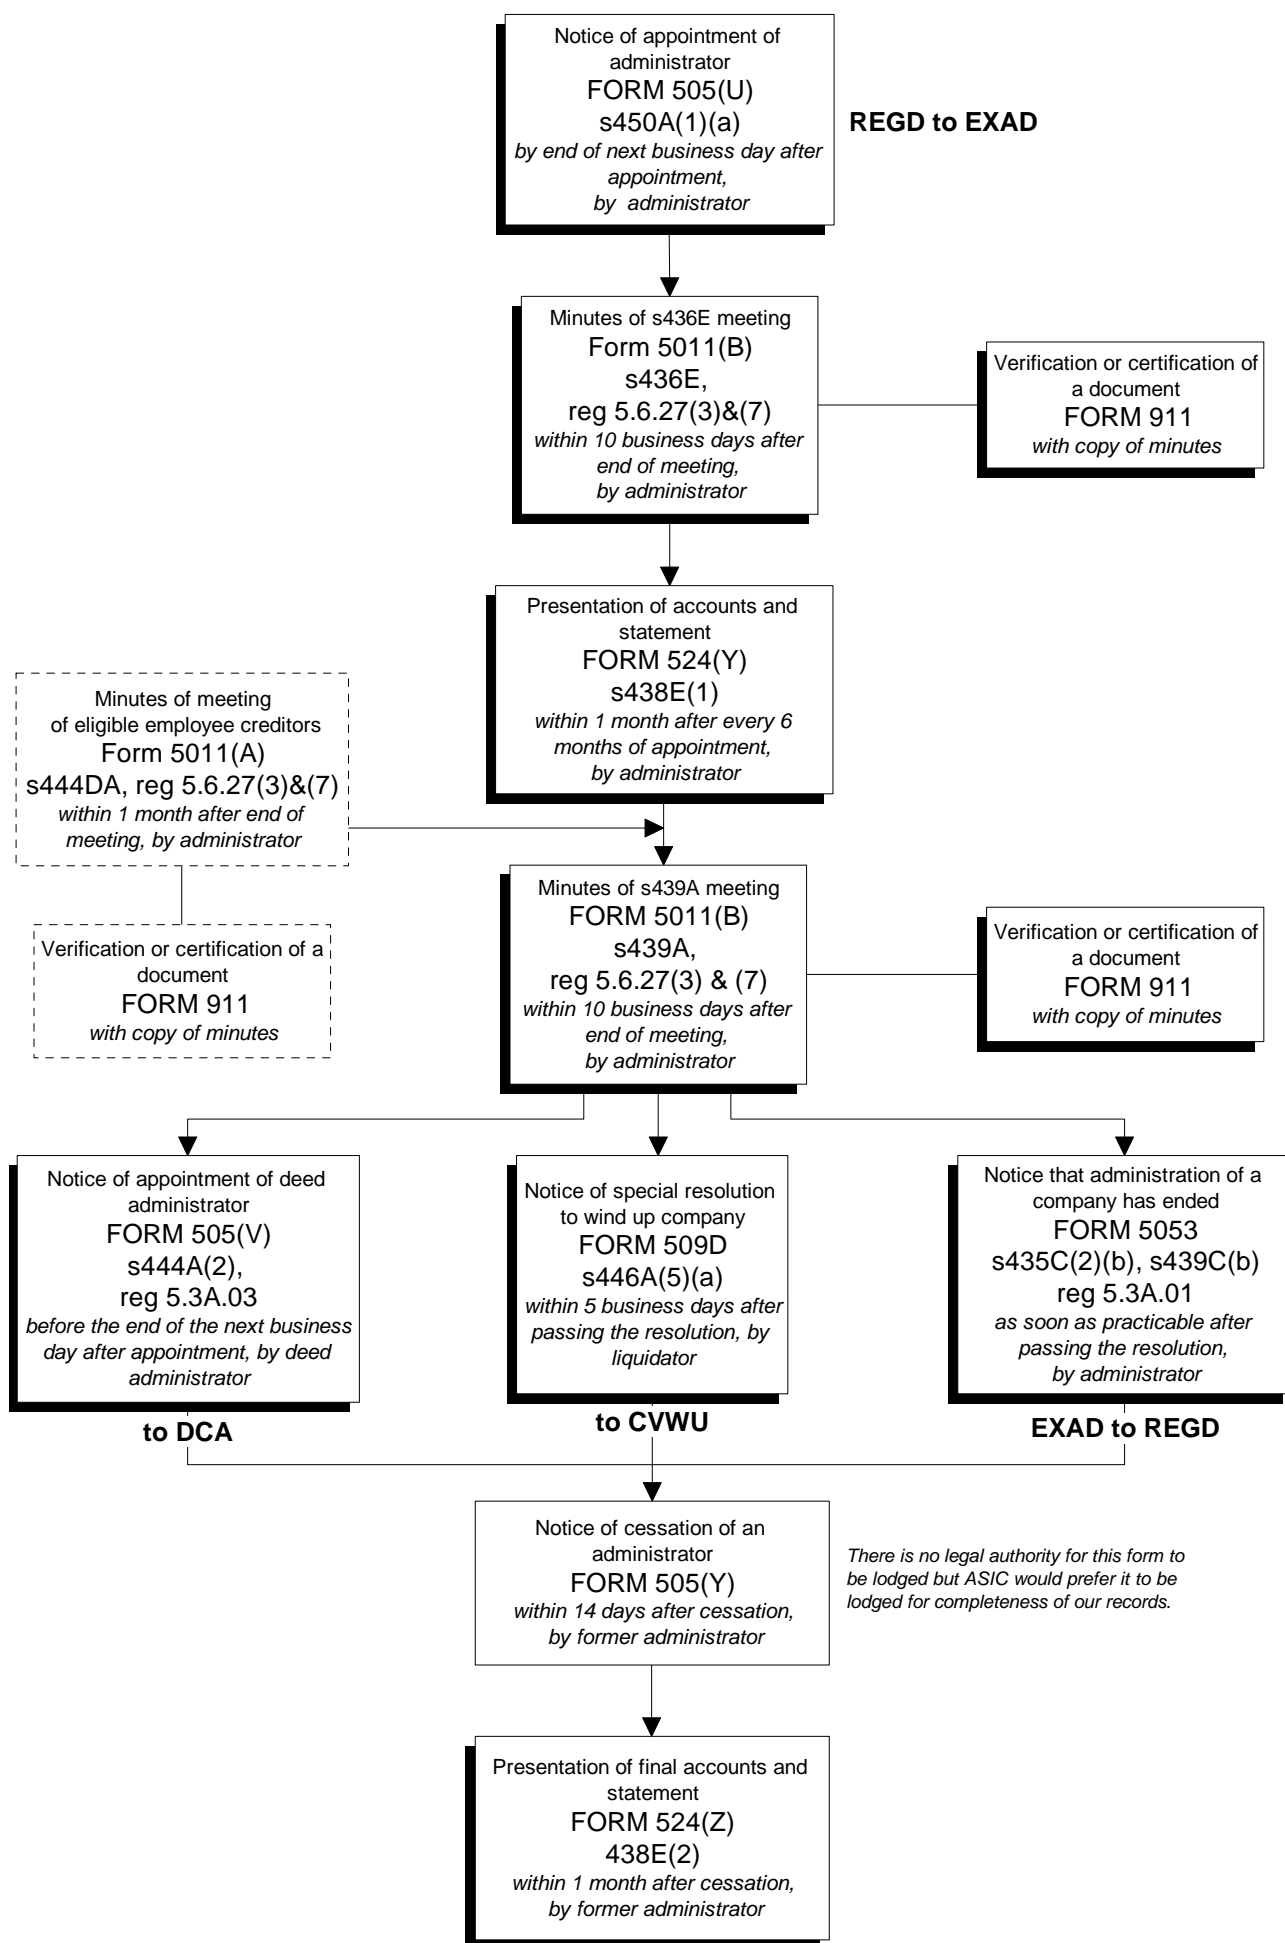 Notice of appointment of
administrator
FORM 505(U)
s450A(1)(a)
by end of next business day after
appointment,
by administrator
REGD to EXAD
Minutes of s436E meeting
Form 5011(B)
s436E,
reg 5.6.27(3)&(7)
within 10 business days after
end of meeting,
by administrator
Verification or certification of
a document
FORM 911
with copy of minutes
Presentation of accounts and
statement
FORM 524(Y)
s438E(1)
within 1 month after every 6
months of appointment,
by administrator
Minutes of meeting
of eligible employee creditors
Form 5011(A)
s444DA, reg 5.6.27(3)&(7)
within 1 month after end of
meeting, by administrator
Verification or certification of a
document
FORM 911
with copy of minutes
Minutes of s439A meeting
FORM 5011(B)
s439A,
reg 5.6.27(3) & (7)
within 10 business days after
end of meeting,
by administrator
Verification or certification of
a document
FORM 911
with copy of minutes
Notice of appointment of deed
administrator
FORM 505(V)
s444A(2),
reg 5.3A.03
before the end of the next business
day after appointment, by deed
administrator
to DCA
Notice of special resolution
to wind up company
FORM 509D
s446A(5)(a)
within 5 business days after
passing the resolution, by
liquidator
to CVWU
Notice that administration of a
company has ended
FORM 5053
s435C(2)(b), s439C(b)
reg 5.3A.01
as soon as practicable after
passing the resolution,
by administrator
EXAD to REGD
Notice of cessation of an
administrator
FORM 505(Y)
within 14 days after cessation,
by former administrator
There is no legal authority for this form to
be lodged but ASIC would prefer it to be
lodged for completeness of our records.
Presentation of final accounts and
statement
FORM 524(Z)
438E(2)
within 1 month after cessation,
by former administrator